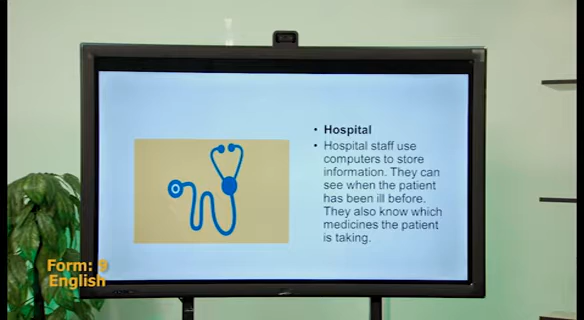 • Hospital
• Hospital staff use
computers to store
information. They can
see when the patient
has been ill before.
They also know which
medicines the patient
is taking.
Form: 9
English